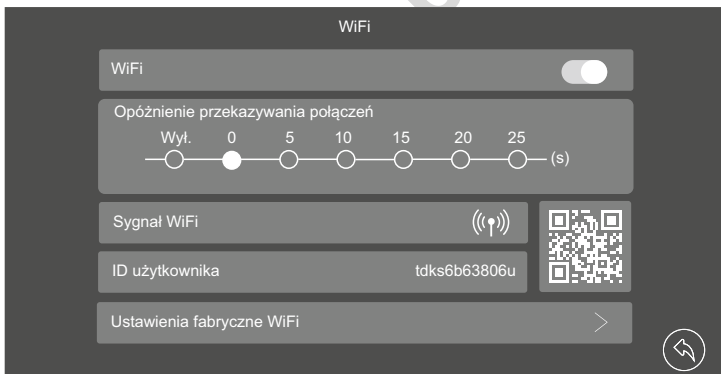 WiFi
WiFi
Opóźnienie przekazywania połączeń
Wył. 0 5 10 15 20 25
(s)
Sygnał WiFi
ID użytkownika tdks6b63806u
Ustawienia fabryczne WiFi